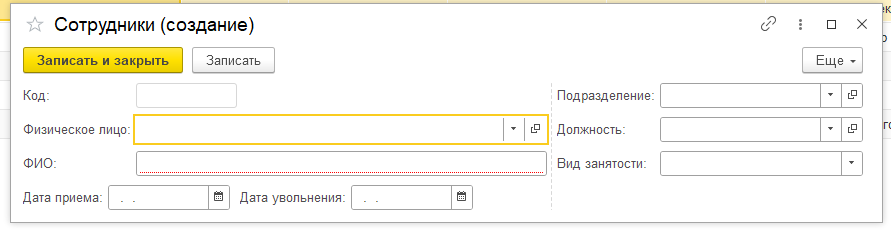 Сотрудники (создание)
Записать и закрыть Записать Еще
Код: Подразделение:
Физическое лицо: Должность:
ФИО: Вид занятости:
Дата приема: . . Дата увольнения: . .